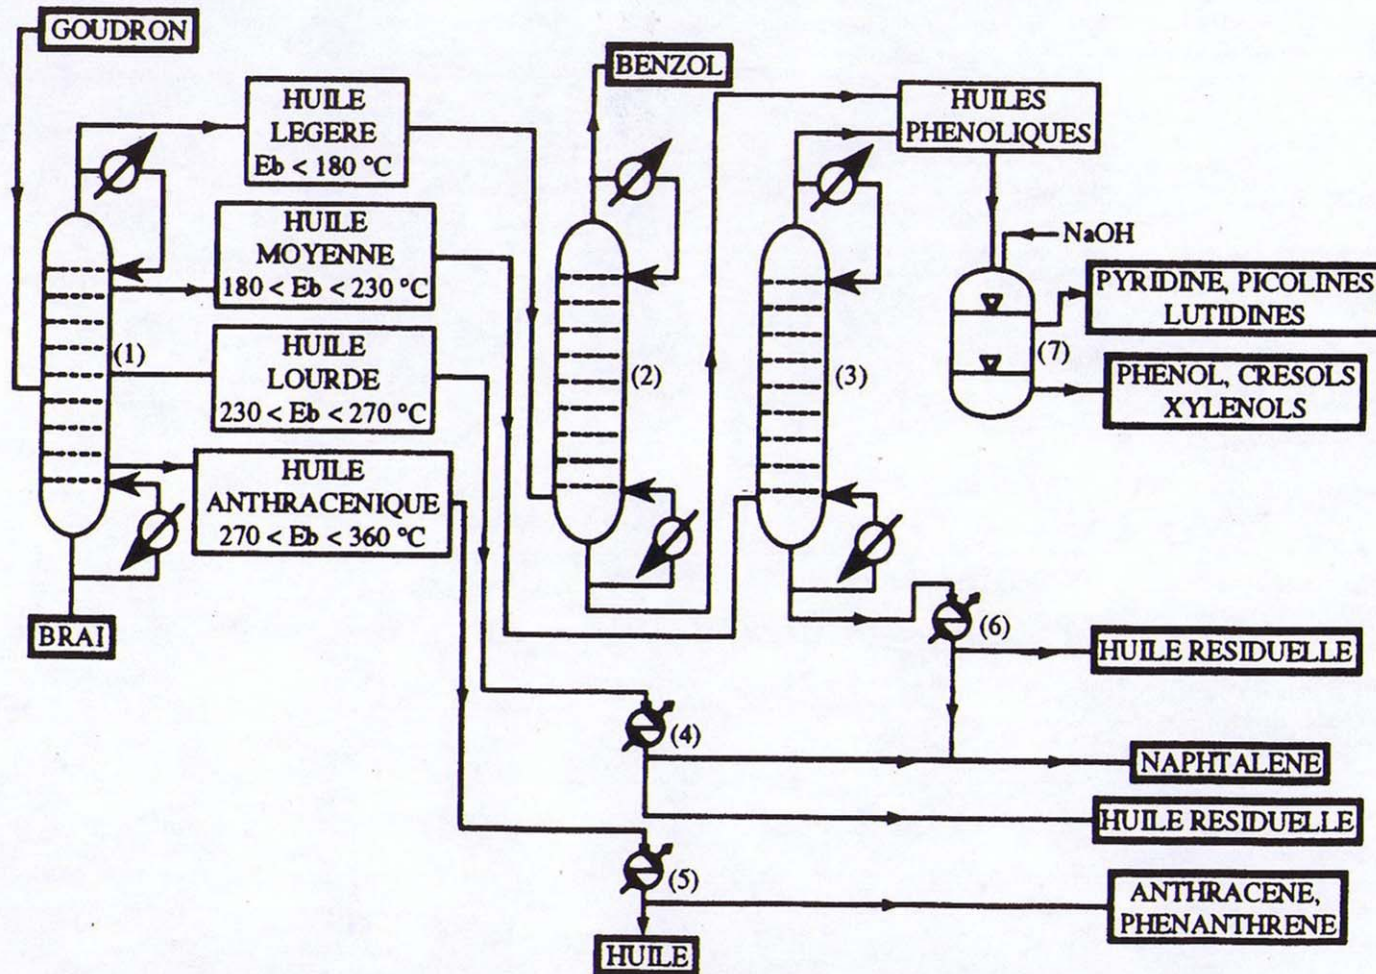 GOUDRON
BENZOL
HUILE
LEGERE
Eb < 180 °C
HUILES
PHENOLIQUES
HUILE
MOYENNE
180 < Eb < 230 °C
NaOH
PYRIDINE, PICOLINES
LUTIDINES
(1)
HUILE
LOURDE
230 < Eb < 270 °C
(2)
(3)
(7)
PHENOL, CRESOLS
XYLENOLS
HUILE
ANTHRACENIQUE
270 < Eb < 360 °C
BRAI
(6)
HUILE RESIDUELLE
(4)
NAPHTALENE
HUILE RESIDUELLE
(5)
ANTHRACENE,
PHENANTHRENE
HUILE